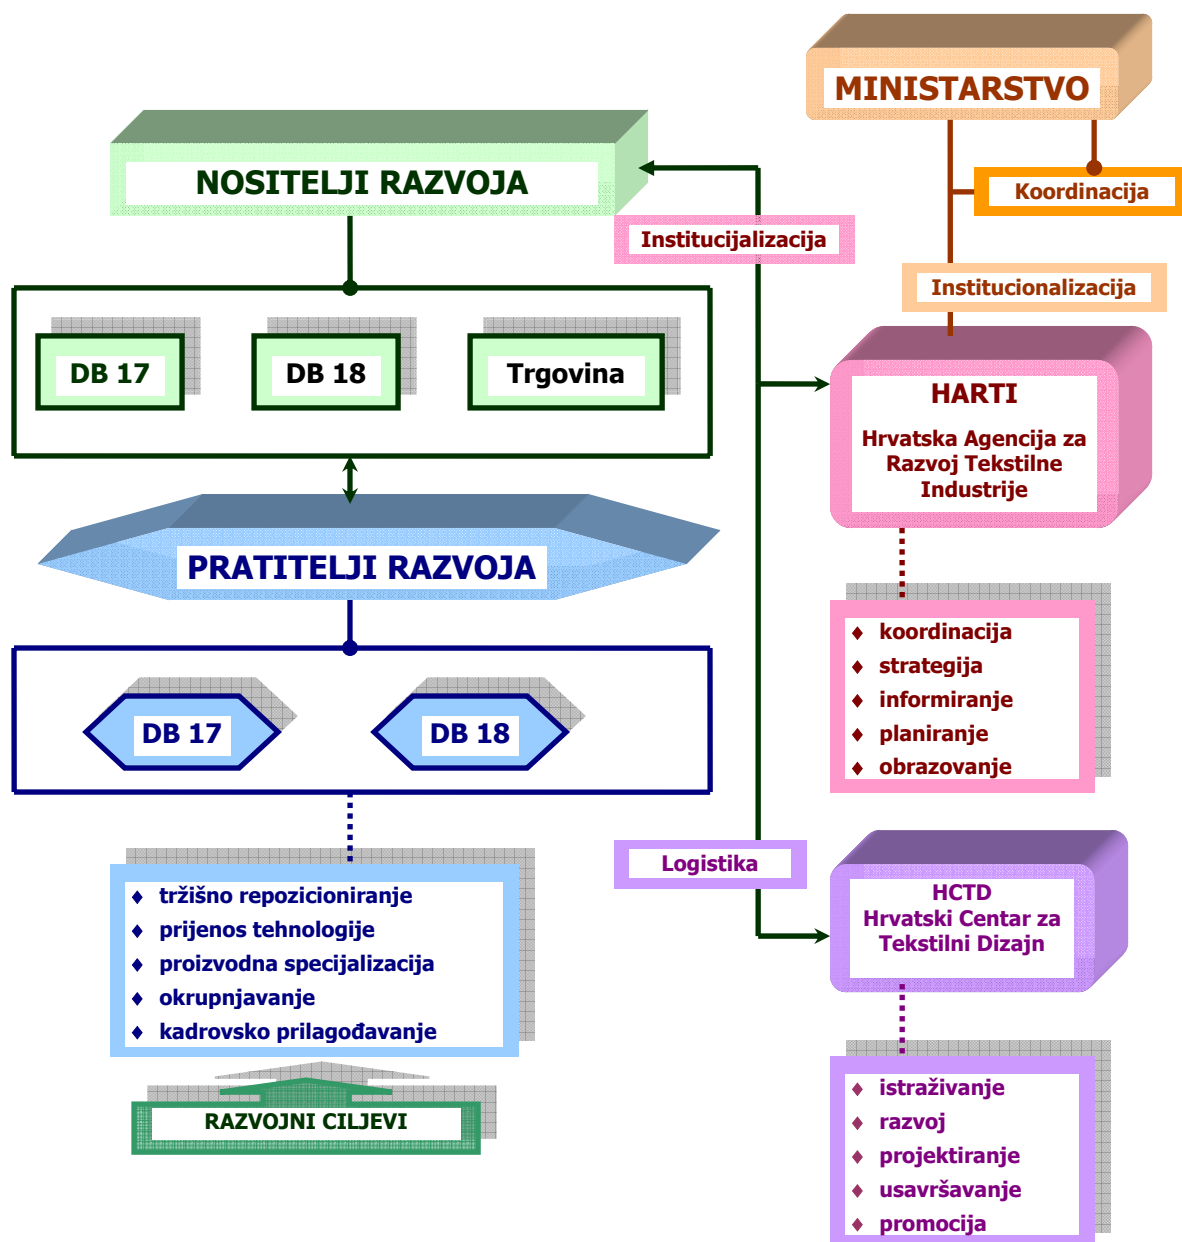 MINISTARSTVO
NOSITELJI RAZVOJA
Koordinacija
Institucijalizacija
Institucionalizacija
DB 17
DB 18
Trgovina
HARTI
Hrvatska Agencija za
Razvoj Tekstilne
Industrije
PRATITELJI RAZVOJA
♦ koordinacija
♦ strategija
♦ informiranje
♦ planiranje
♦ obrazovanje
DB 17
DB 18
Logistika
♦ tržišno repozicioniranje
♦ prijenos tehnologije
♦ proizvodna specijalizacija
♦ okrupnjavanje
♦ kadrovsko prilagođavanje
HCTD
Hrvatski Centar za
Tekstilni Dizajn
RAZVOJNI CILJEVI
♦ istraživanje
♦ razvoj
♦ projektiranje
♦ usavršavanje
♦ promocija